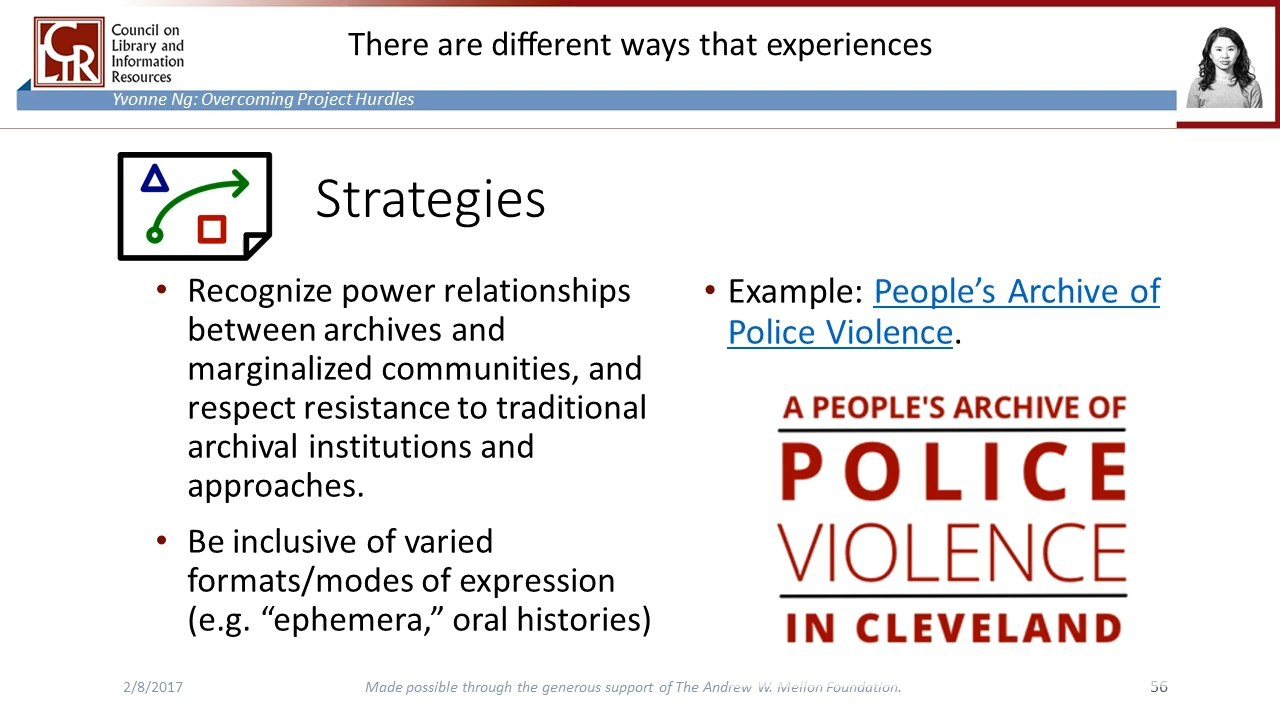 Council on
Library and
Information
Resources
There are different ways that experiences
Yvonne Ng: Overcoming Project Hurdles
Strategies
• Recognize power relationships
between archives and
marginalized communities, and
respect resistance to traditional
archival institutions and
approaches.
• Be inclusive of varied
formats/modes of expression
(e.g. “ephemera,” oral histories)
• Example: People’s Archive of
Police Violence.
A PEOPLE'S ARCHIVE OF
POLICE
VIOLENCE
IN CLEVELAND
2/8/2017
Made possible through the generous support of The Andrew W. Mellon Foundation.
56